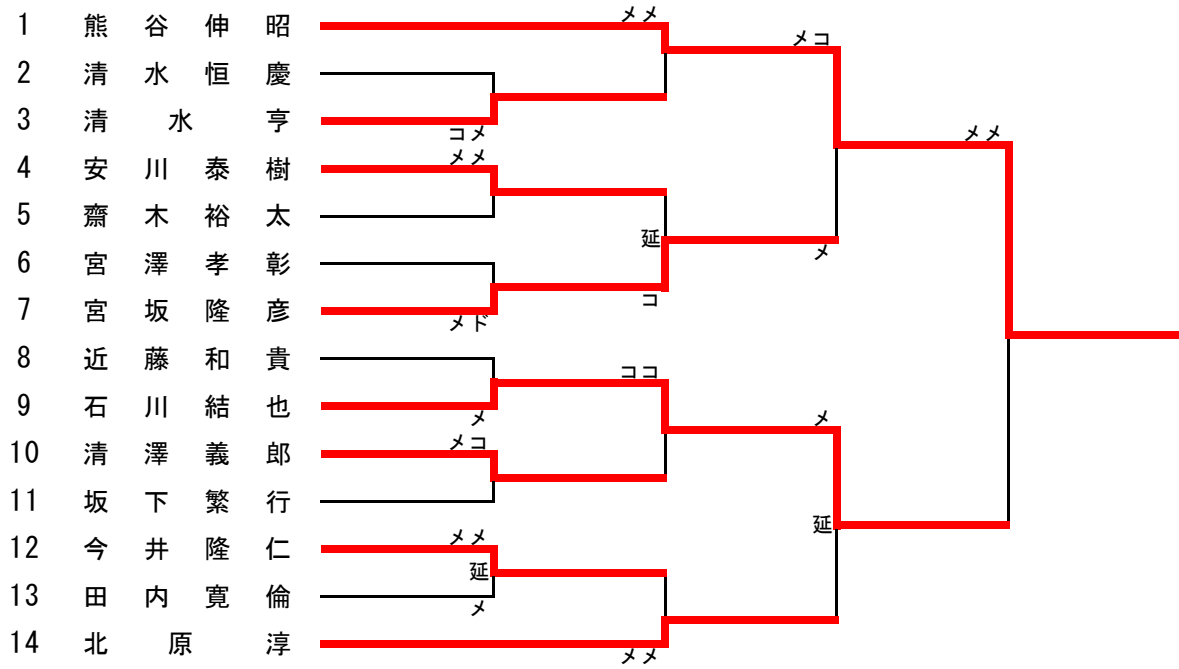 1 熊谷伸昭
メメ
メコ
2 清水恒慶
3 清水亨
コメ
メメ
メメ
4 安川泰樹
5 齋木裕太
延
メ
6 宮澤孝彰
コ
7 宮坂隆彦
メド
8 近藤和貴
ココ
9 石川結也
メ
メ
メコ
10 清澤義郎
11 坂下繁行
延
メメ
12 今井隆仁
延
13 田内寛倫
メ
14 北原淳
メメ